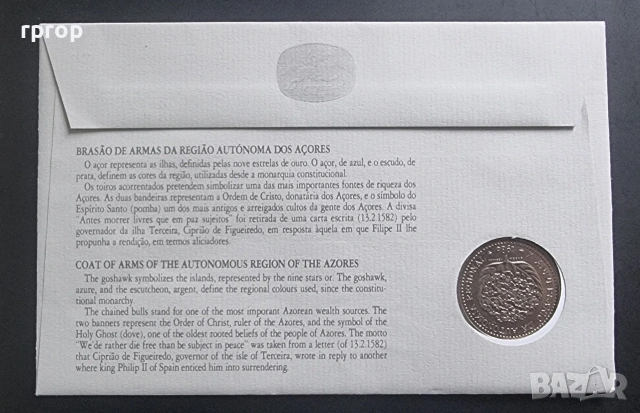 rprop
BRASÃO DE ARMAS DA REGIÃO AUTÓNOMA DOS AÇORES
O açor representa as ilhas, definidas pelas nove estrelas de ouro. O açor, de azul, e o escudo, de
prata, definem as cores da região, utilizadas desde a monarquia constitucional.
Os toiros acorrentados pretendem simbolizar uma das mais importantes fontes de riqueza dos
Açores. As duas bandeiras representam a Ordem de Cristo, donatária dos Açores, e o símbolo do
Espírito Santo (pomba) um dos mais antigos e arreigados cultos da gente dos Açores. A divisa
"Antes morrer livres que em paz sujeitos" foi retirada de uma carta escrita (13.2.1582) pelo
governador da ilha Terceira, Ciprião de Figueiredo, em resposta àquela em que Filipe II lhe
propunha a rendição, em termos aliciadores.
COAT OF ARMS OF THE AUTONOMOUS REGION OF THE AZORES
The goshawk symbolizes the islands, represented by the nine stars or. The goshawk,
azure, and the escutcheon, argent, define the regional colours used, since the constitu-
tional monarchy.
The chained bulls stand for one of the most important Azorean wealth sources. The
two banners represent the Order of Christ, ruler of the Azores, and the symbol of the
Holy Ghost (dove), one of the oldest rooted beliefs of the people of Azores. The motto
"We'de rather die free than be subject in peace" was taken from a letter (of 13.2.1582)
that Ciprião de Figueiredo, governor of the isle of Terceira, wrote in reply to another
where king Philip II of Spain enticed him into surrendering.
BAZAR